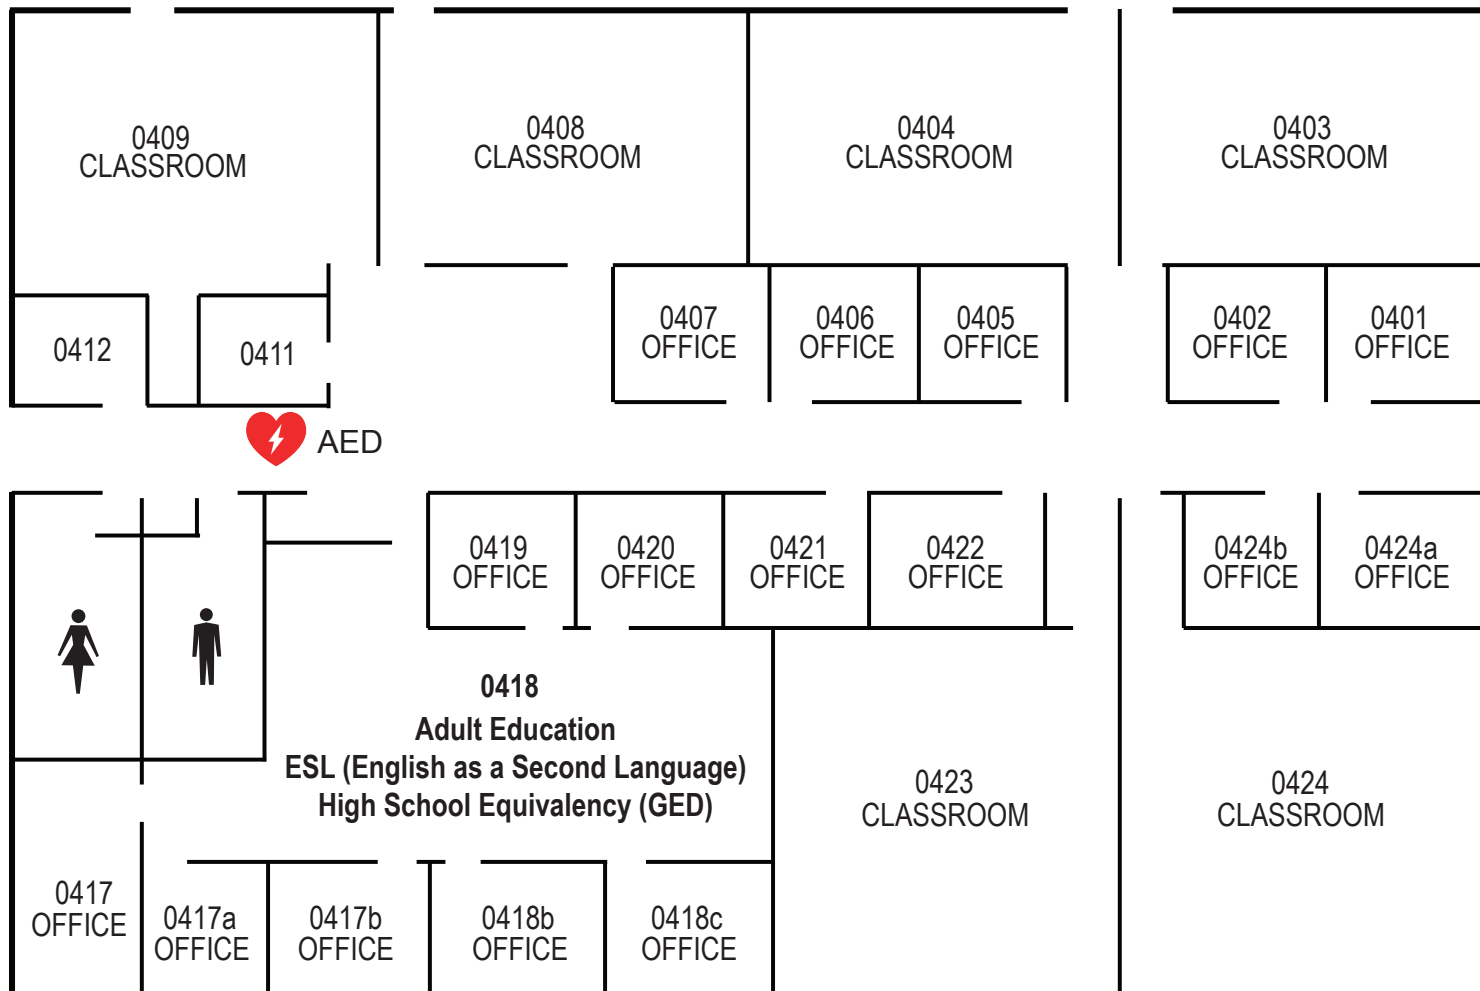 0409
CLASSROOM
0408
CLASSROOM
0404
CLASSROOM
0403
CLASSROOM
0412
0411
0407
OFFICE
0406
OFFICE
0405
OFFICE
0402
OFFICE
0401
OFFICE
AED
0419
OFFICE
0420
OFFICE
0421
OFFICE
0422
OFFICE
0424b
OFFICE
0424a
OFFICE
0418
Adult Education
ESL (English as a Second Language)
High School Equivalency (GED)
0423
CLASSROOM
0424
CLASSROOM
0417
OFFICE
0417a
OFFICE
0417b
OFFICE
0418b
OFFICE
0418c
OFFICE